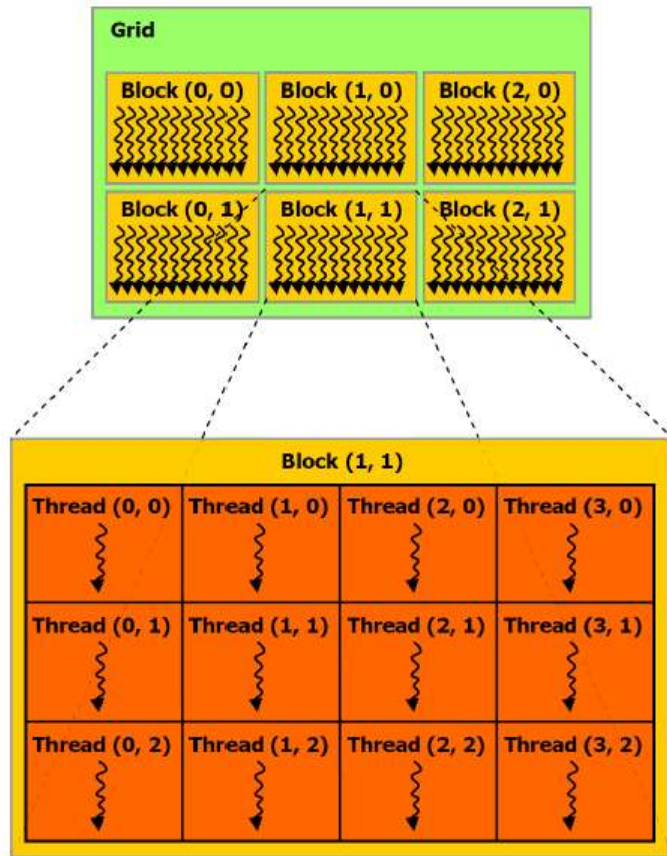 Grid
Block (0, 0) Block (1, 0) Block (2, 0)
Block (0, 1) Block (1, 1) Block (2, 1)
Block (1, 1)
Thread (0, 0) Thread (1, 0) Thread (2, 0) Thread (3, 0)
Thread (0, 1) Thread (1, 1) Thread (2, 1) Thread (3, 1)
Thread (0, 2) Thread (1, 2) Thread (2, 2) Thread (3, 2)